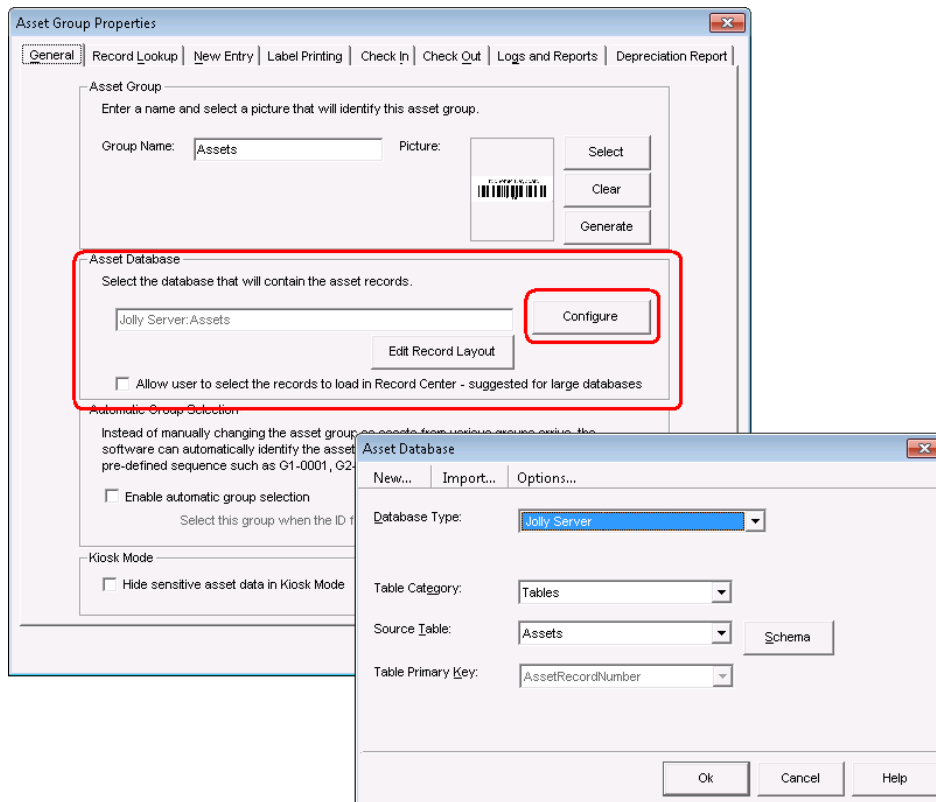 Asset Group Properties
General Record Lookup New Entry Label Printing Check In Check Out Logs and Reports Depreciation Report
Asset Group
Enter a name and select a picture that will identify this asset group.
Group Name: Assets Picture:
Select
Clear
Generate
Asset Database
Select the database that will contain the asset records.
Jolly Server:Assets
Configure
Edit Record Layout
Allow user to select the records to load in Record Center - suggested for large databases
Automatic Group Selection
Instead of manually changing the asset group as assets from various groups arrive, the
software can automatically identify the asset
pre-defined sequence such as G1-0001, G2-
Enable automatic group selection
Select this group when the ID f
Kiosk Mode
Hide sensitive asset data in Kiosk Mode
Asset Database
New... Import... Options...
Database Type: Jolly Server
Table Category: Tables
Source Table: Assets Schema
Table Primary Key: AssetRecordNumber
Ok Cancel Help